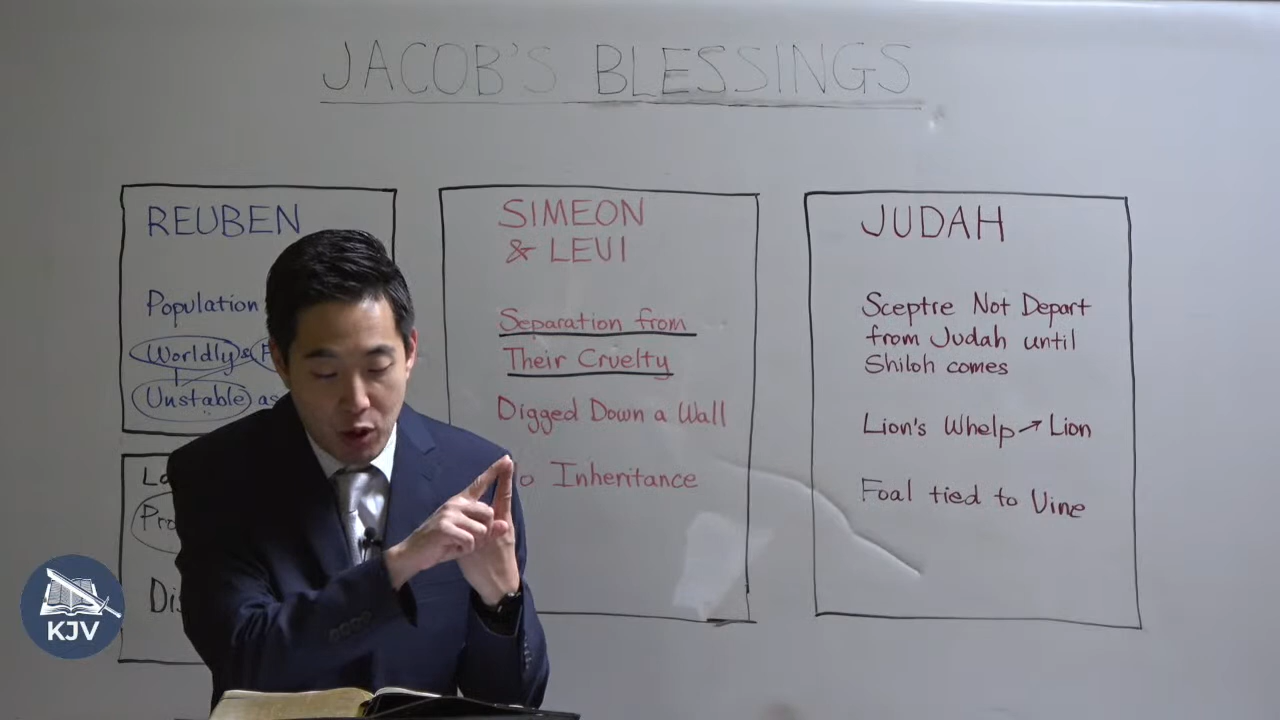 JACOB'S BLESSINGS
REUBEN
Population
Worldly
Unstable as
SIMEON
& LEVI
Separation from
Their Cruelty
Digged Down a Wall
Inheritance
JUDAH
Sceptre Not Depart
from Judah until
Shiloh comes
Lion's Whelp → Lion
Foal tied to Vine
KJV